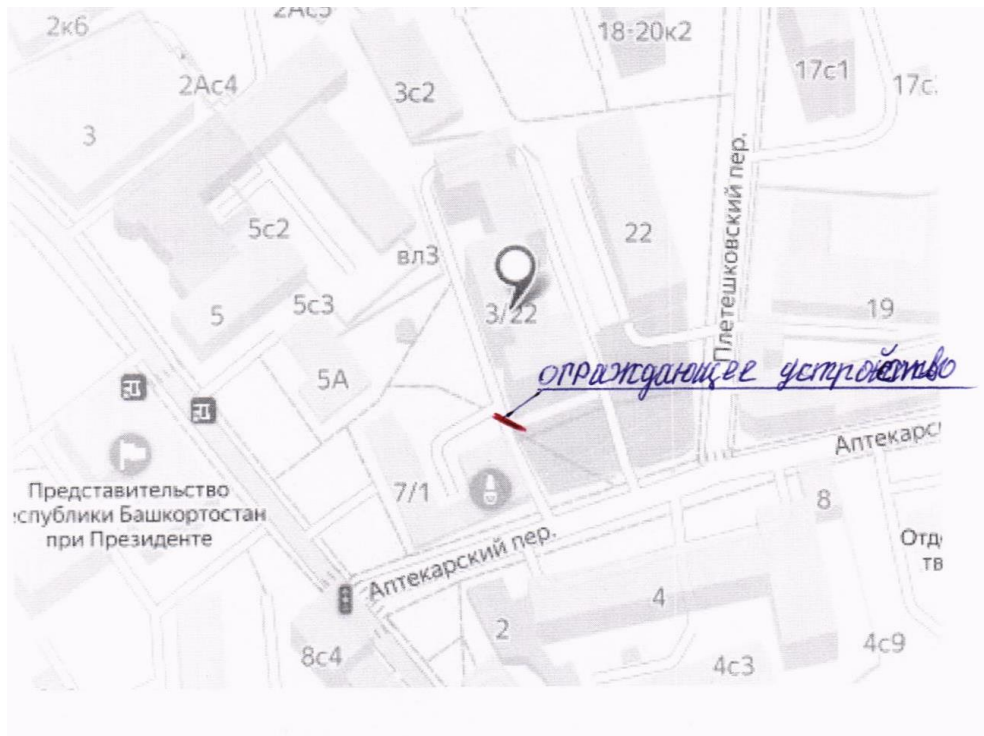 2к6
2Ас5
18-20к2
2Ас4
3с2
17с1
17с.
3
Плетешковский пер.
5с2
вл3
22
5с3
5
3/22
19
5А
ограждающее устройство
Аптекарс
7/1
Представительство
еспублики Башкортостан
при Президенте
8
Аптекарский пер.
Отд
тв
4
2
8с4
4с3
4с9